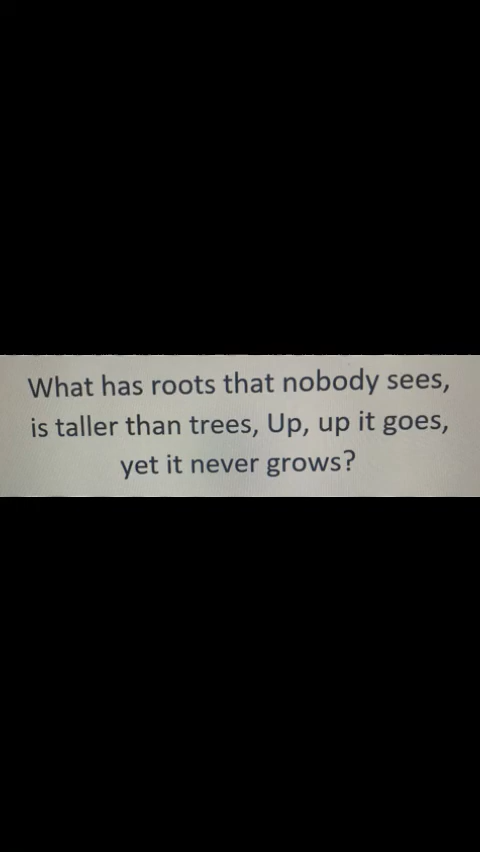 What has roots that nobody sees,
is taller than trees, Up, up it goes,
yet it never grows?